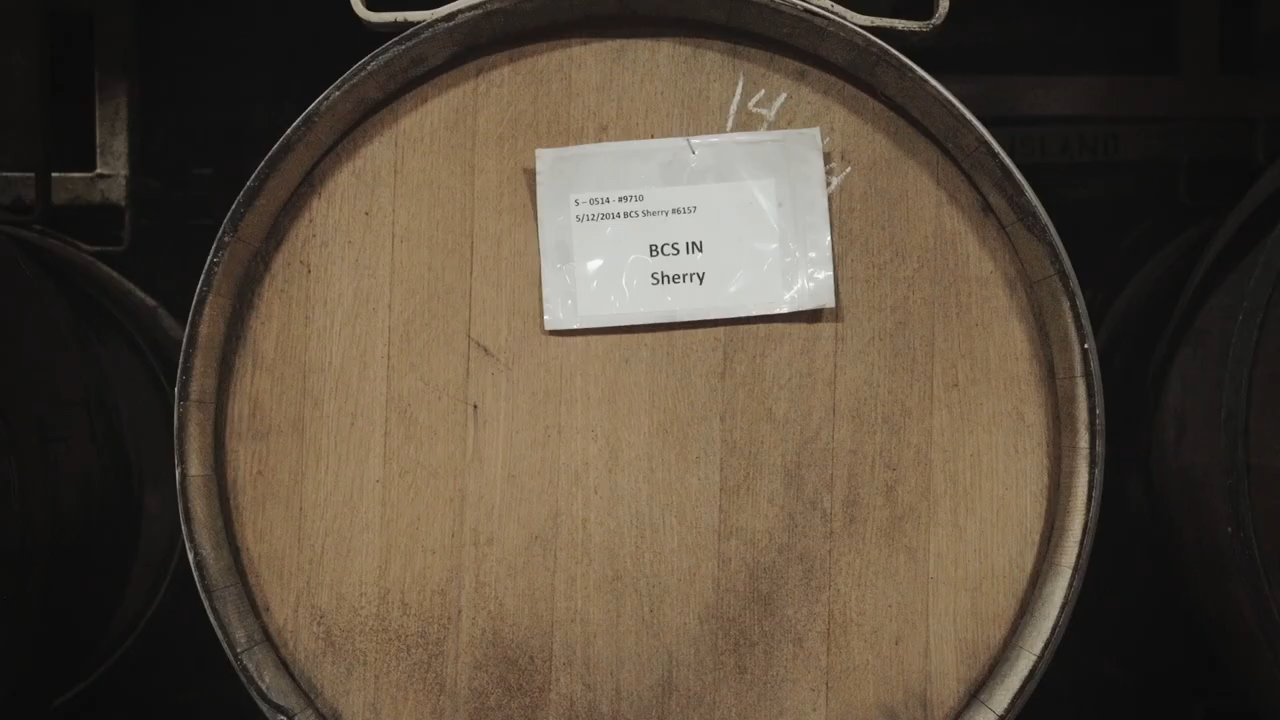 14
S – 0514 - #9710
5/12/2014 BCS Sherry #6157
BCS IN
Sherry